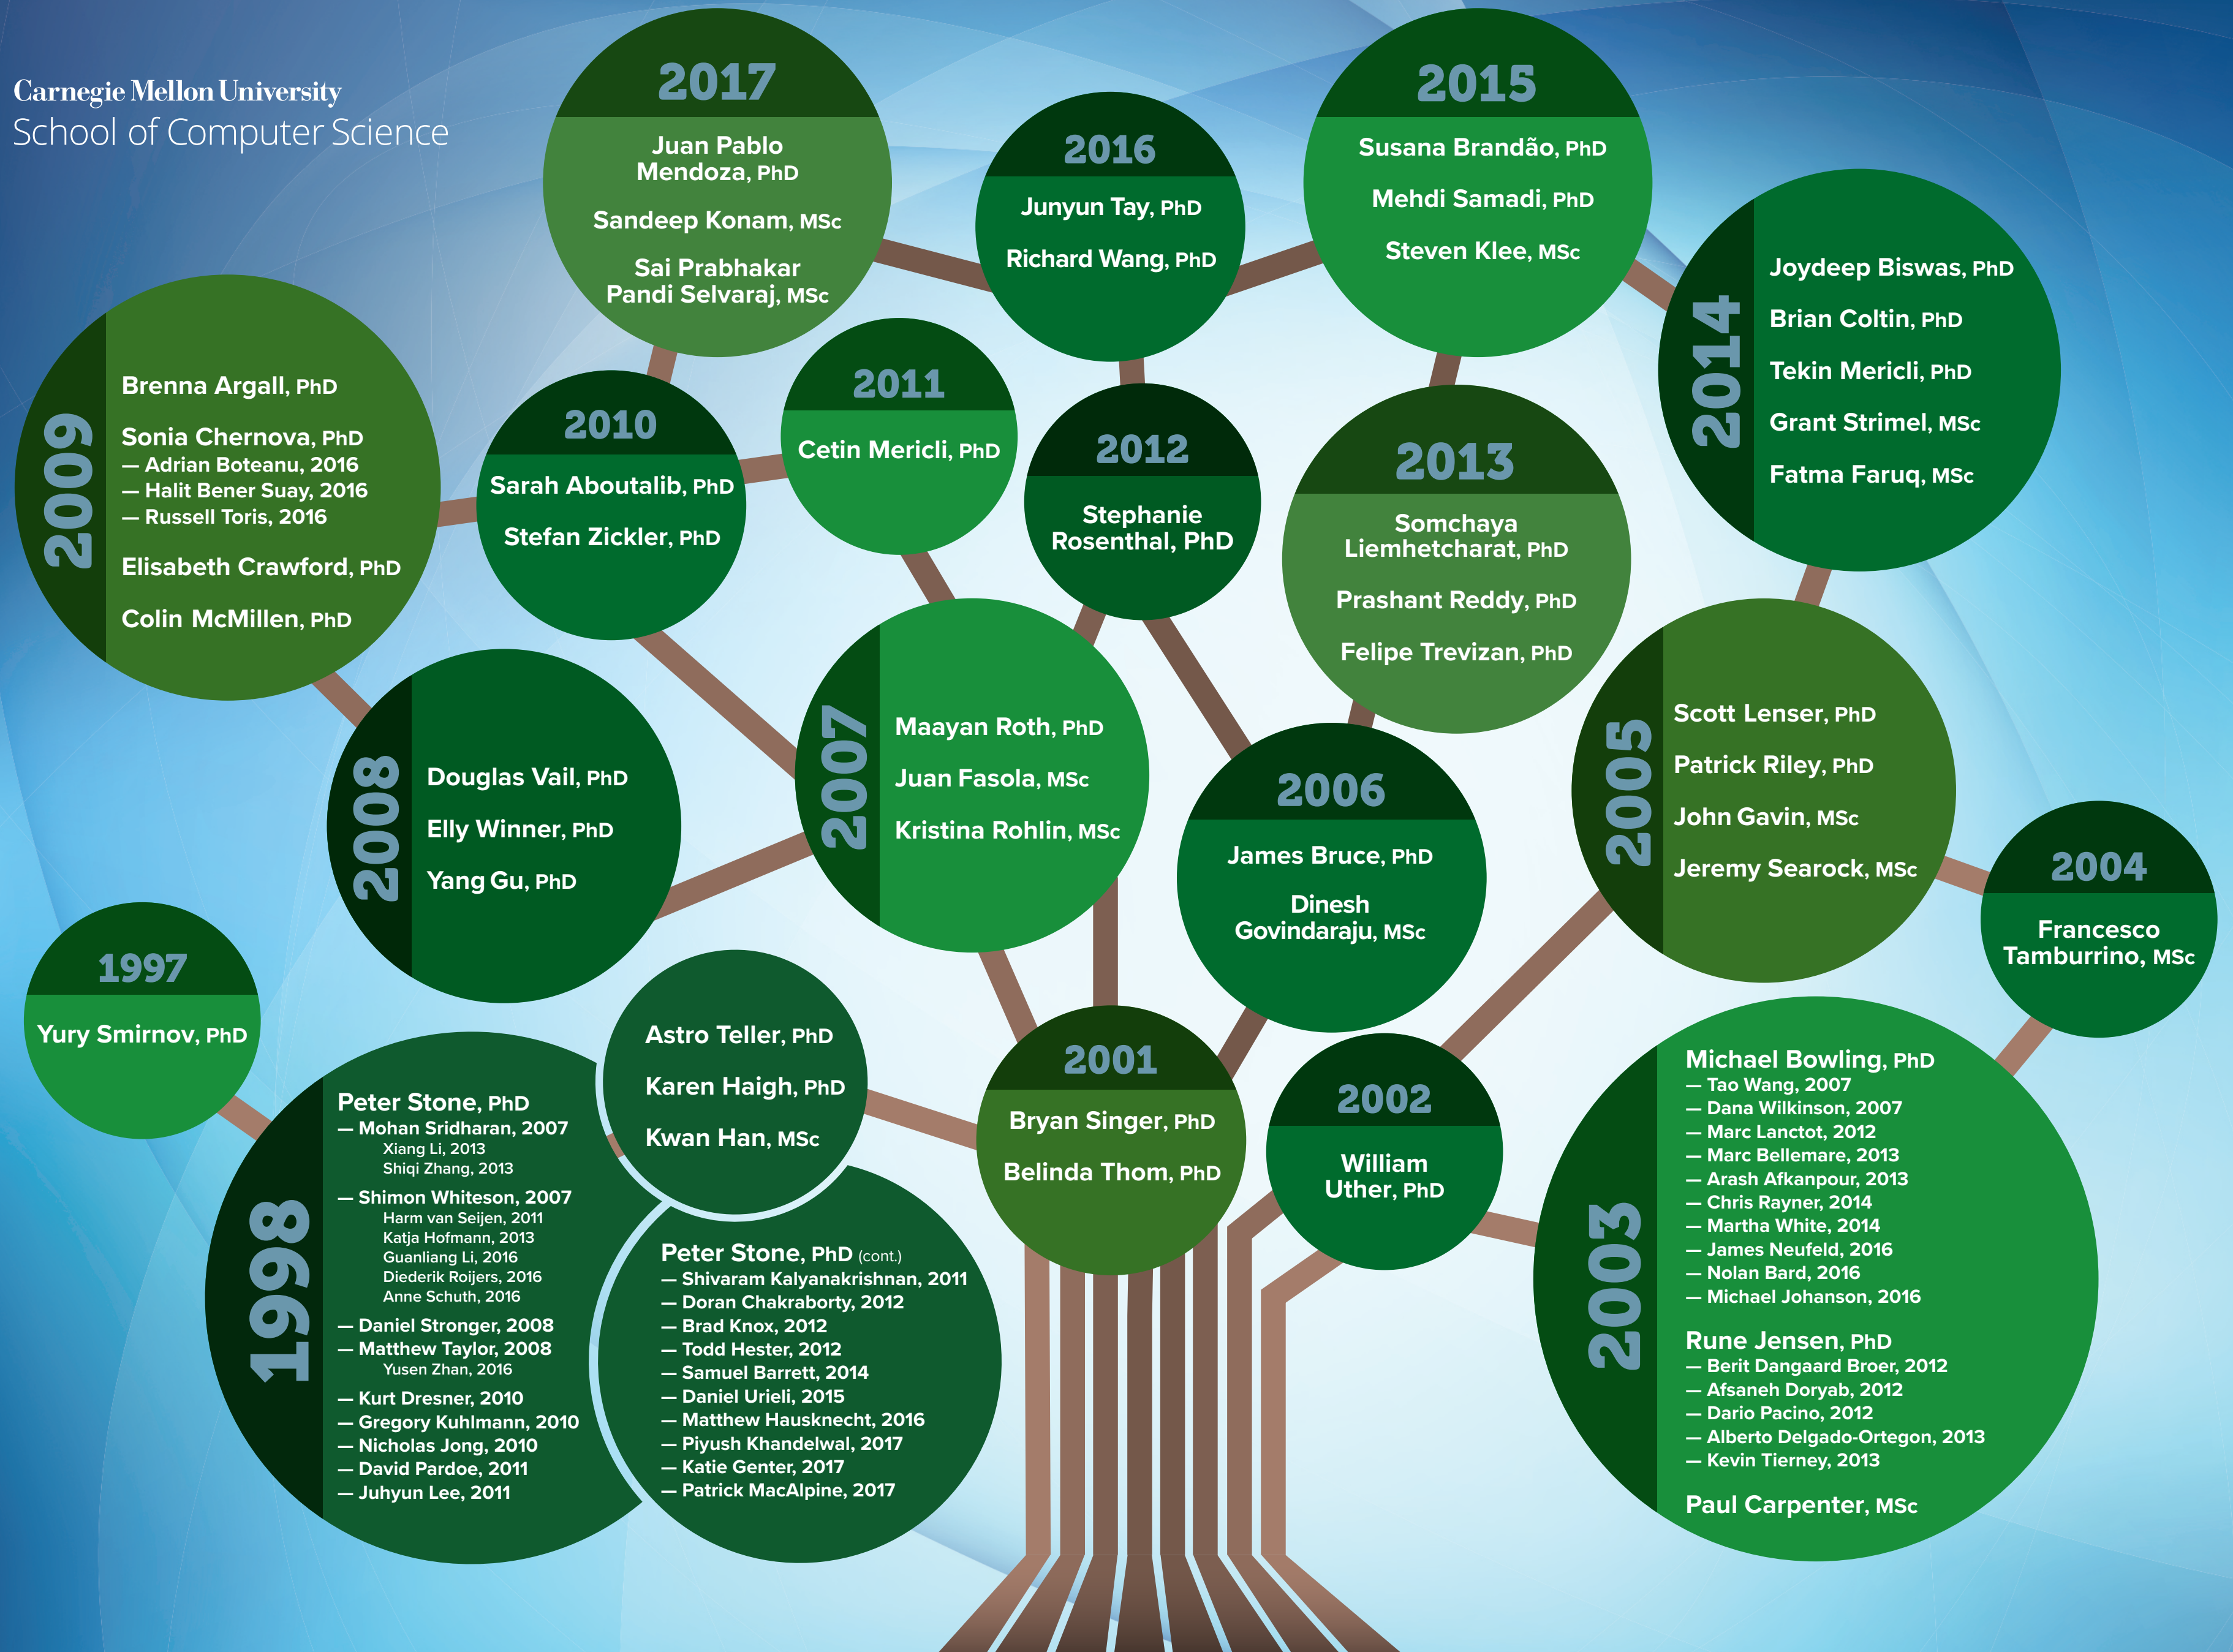 Carnegie Mellon University
School of Computer Science
2017
Juan Pablo
Mendoza, PhD
Sandeep Konam, MSc
Sai Prabhakar
Pandi Selvaraj, MSc
2016
Junyun Tay, PhD
Richard Wang, PhD
2015
Susana Brandão, PhD
Mehdi Samadi, PhD
Steven Klee, MSc
2014
Joydeep Biswas, PhD
Brian Coltin, PhD
Tekin Mericli, PhD
Grant Strimel, MSc
Fatma Faruq, MSc
2009
Brenna Argall, PhD
Sonia Chernova, PhD
— Adrian Boteanu, 2016
— Halit Bener Suay, 2016
— Russell Toris, 2016
Elisabeth Crawford, PhD
Colin McMillen, PhD
2010
Sarah Aboutalib, PhD
Stefan Zickler, PhD
2011
Cetin Mericli, PhD
2012
Stephanie
Rosenthal, PhD
2013
Somchaya
Liemhetcharat, PhD
Prashant Reddy, PhD
Felipe Trevizan, PhD
2008
Douglas Vail, PhD
Elly Winner, PhD
Yang Gu, PhD
2007
Maayan Roth, PhD
Juan Fasola, MSc
Kristina Rohlin, MSc
2006
James Bruce, PhD
Dinesh
Govindaraju, MSc
2005
Scott Lenser, PhD
Patrick Riley, PhD
John Gavin, MSc
Jeremy Searock, MSc
2004
Francesco
Tamburrino, MSc
1997
Yury Smirnov, PhD
1998
Peter Stone, PhD
— Mohan Sridharan, 2007
Xiang Li, 2013
Shiqi Zhang, 2013
— Shimon Whiteson, 2007
Harm van Seijen, 2011
Katja Hofmann, 2013
Guanliang Li, 2016
Diederik Roijers, 2016
Anne Schuth, 2016
— Daniel Stronger, 2008
— Matthew Taylor, 2008
Yusen Zhan, 2016
— Kurt Dresner, 2010
— Gregory Kuhlmann, 2010
— Nicholas Jong, 2010
— David Pardoe, 2011
— Juhyun Lee, 2011
Astro Teller, PhD
Karen Haigh, PhD
Kwan Han, MSc
Peter Stone, PhD (cont.)
— Shivaram Kalyanakrishnan, 2011
— Doran Chakraborty, 2012
— Brad Knox, 2012
— Todd Hester, 2012
— Samuel Barrett, 2014
— Daniel Urieli, 2015
— Matthew Hausknecht, 2016
— Piyush Khandelwal, 2017
— Katie Genter, 2017
— Patrick MacAlpine, 2017
2001
Bryan Singer, PhD
Belinda Thom, PhD
2002
William
Uther, PhD
2003
Michael Bowling, PhD
— Tao Wang, 2007
— Dana Wilkinson, 2007
— Marc Lanctot, 2012
— Marc Bellemare, 2013
— Arash Afkanpour, 2013
— Chris Rayner, 2014
— Martha White, 2014
— James Neufeld, 2016
— Nolan Bard, 2016
— Michael Johanson, 2016
Rune Jensen, PhD
— Berit Dangaard Broer, 2012
— Afsaneh Doryab, 2012
— Dario Pacino, 2012
— Alberto Delgado-Ortegon, 2013
— Kevin Tierney, 2013
Paul Carpenter, MSc